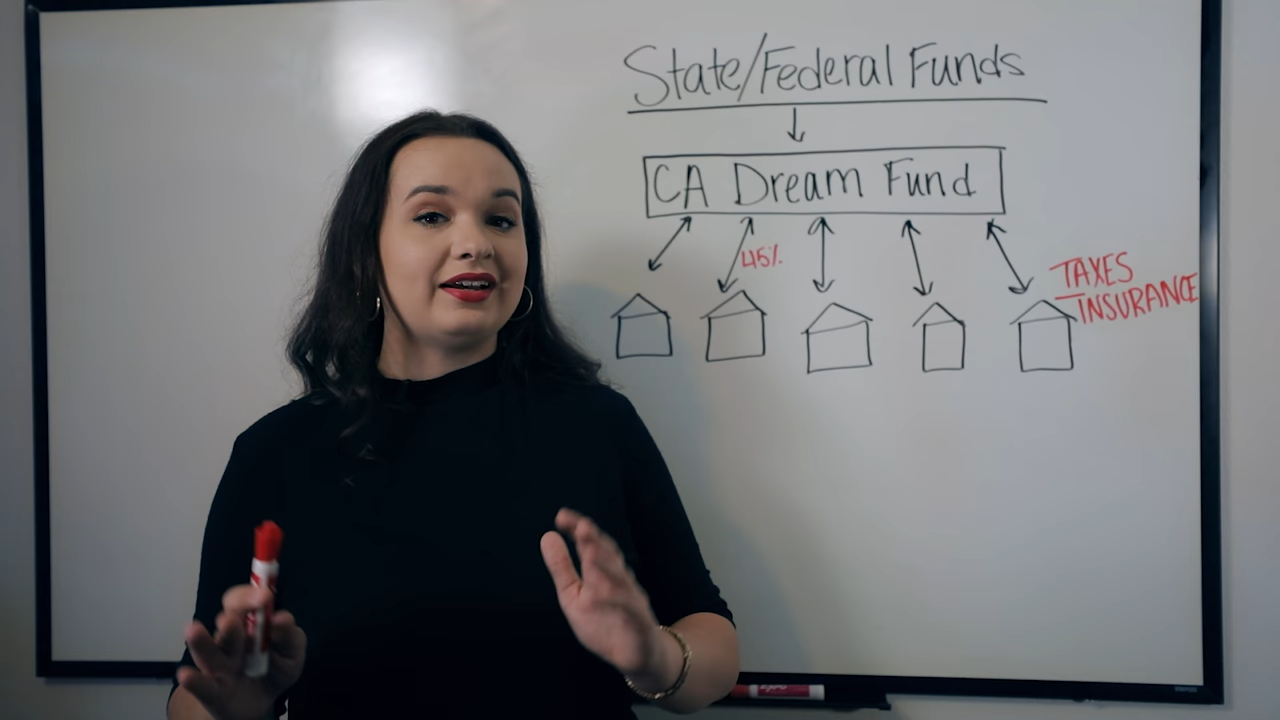 State/Federal Funds
CA Dream Fund
45%
TAXES
INSURANCE